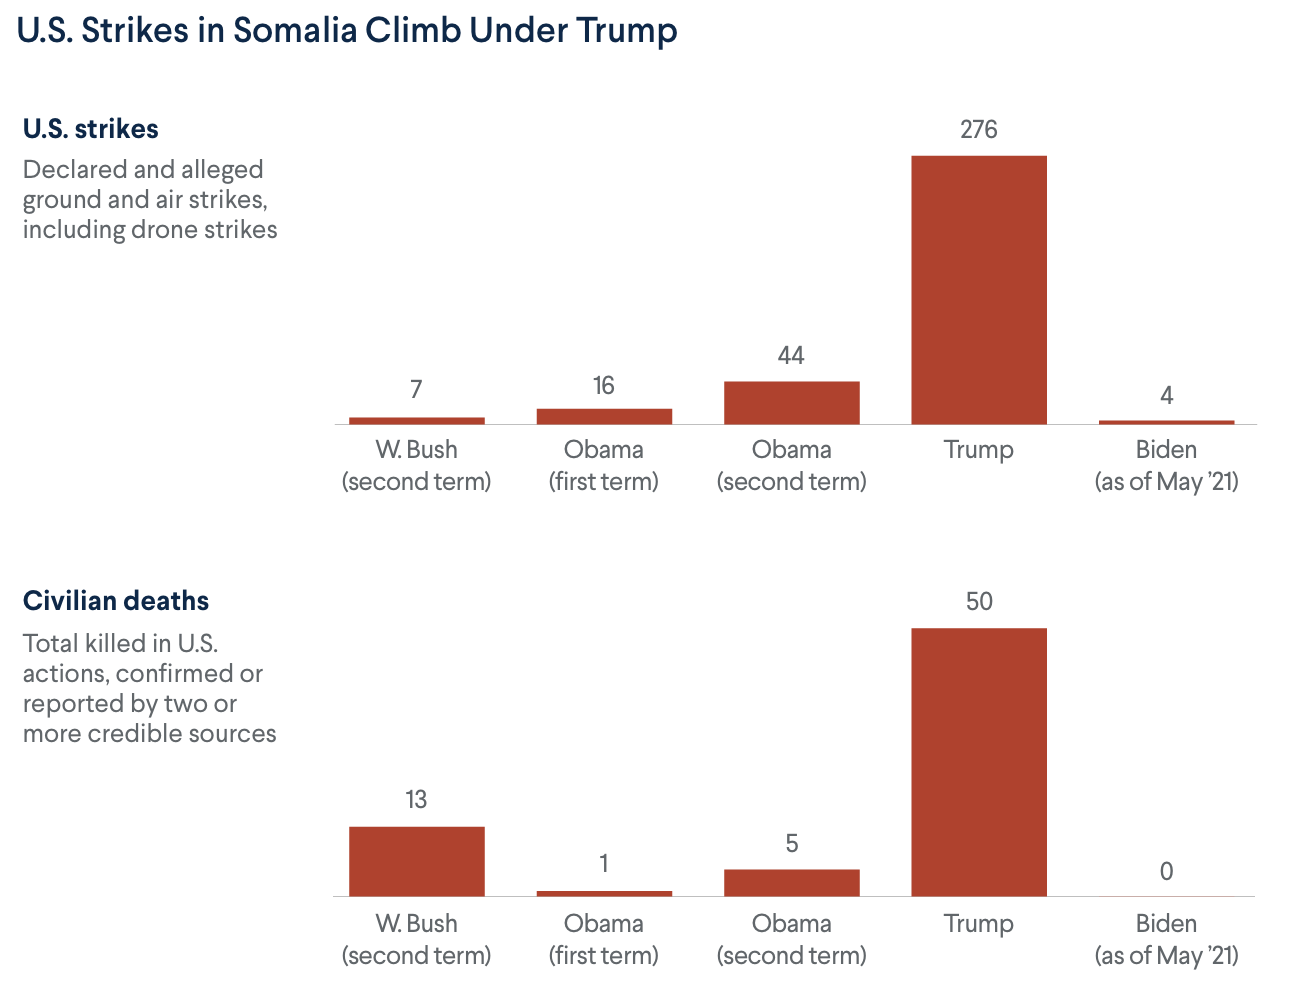 U.S. Strikes in Somalia Climb Under Trump
U.S. strikes
Declared and alleged
ground and air strikes,
including drone strikes
7
16
44
276
4
W. Bush
(second term)
Obama
(first term)
Obama
(second term)
Trump
Biden
(as of May ’21)
Civilian deaths
Total killed in U.S.
actions, confirmed or
reported by two or
more credible sources
13
1
5
50
0
W. Bush
(second term)
Obama
(first term)
Obama
(second term)
Trump
Biden
(as of May ’21)